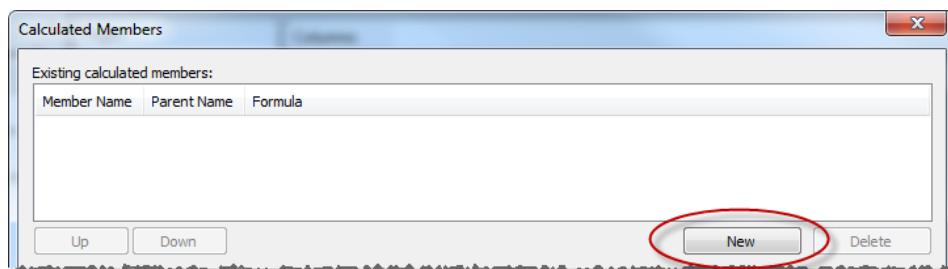 Calculated Members
Existing calculated members:
Member Name Parent Name Formula
Up Down New Delete